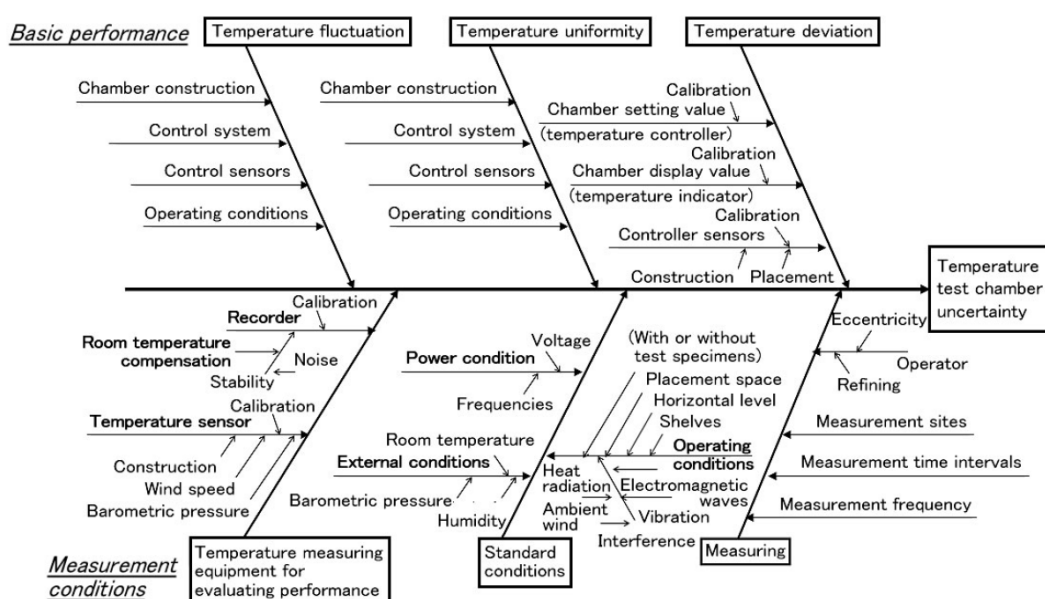 Basic performance
Temperature fluctuation
Temperature uniformity
Temperature deviation
Chamber construction
Control system
Control sensors
Operating conditions
Chamber construction
Control system
Control sensors
Operating conditions
Calibration
Chamber setting value
(temperature controller)
Calibration
Chamber display value
(temperature indicator)
Calibration
Controller sensors
Construction
Placement
Temperature
test chamber
uncertainty
Calibration
Recorder
Room temperature
compensation
Noise
Stability
Calibration
Temperature sensor
Construction
Wind speed
Barometric pressure
Voltage
Power condition
Frequencies
Room temperature
External conditions
Barometric pressure
Humidity
(With or without
test specimens)
Placement space
Horizontal level
Shelves
Operating
conditions
Heat
radiation
Electromagnetic
waves
Ambient
wind
Vibration
Interference
Eccentricity
Operator
Refining
Measurement sites
Measurement time intervals
Measurement frequency
Measurement
conditions
Temperature measuring
equipment for
evaluating performance
Standard
conditions
Measuring